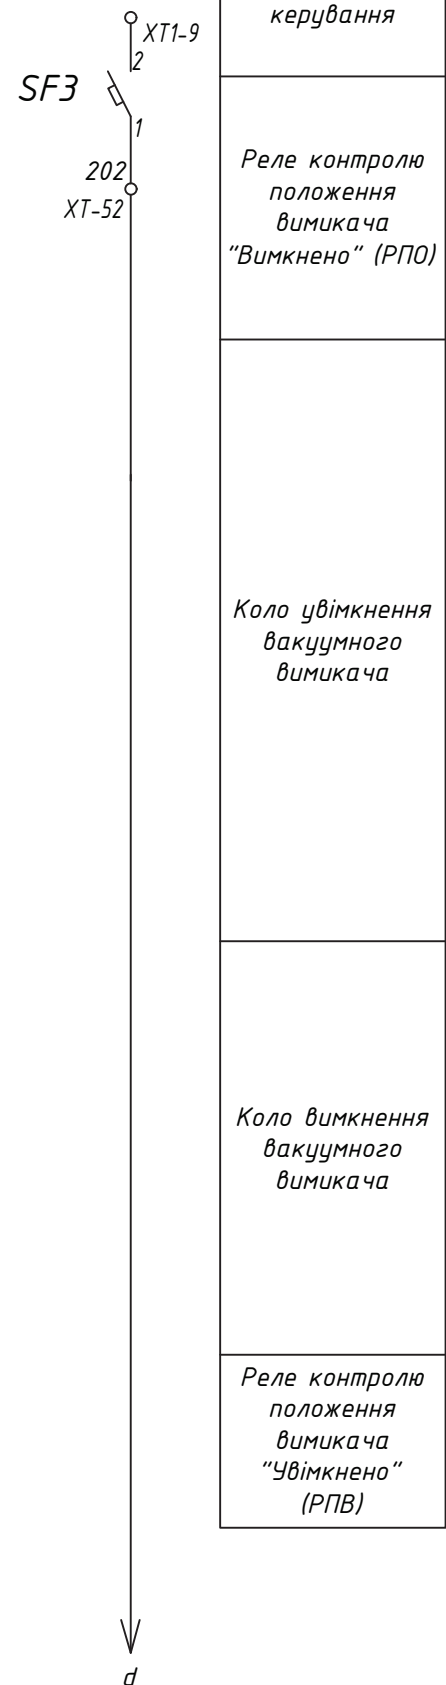 керування
XT1-9
2
SF3
1
202
XT-52
Реле контролю
положення
вимикача
"Вимкнено" (РПО)
Коло увімкнення
вакуумного
вимикача
Коло вимкнення
вакуумного
вимикача
Реле контролю
положення
вимикача
"Увімкнено"
(РПВ)
d